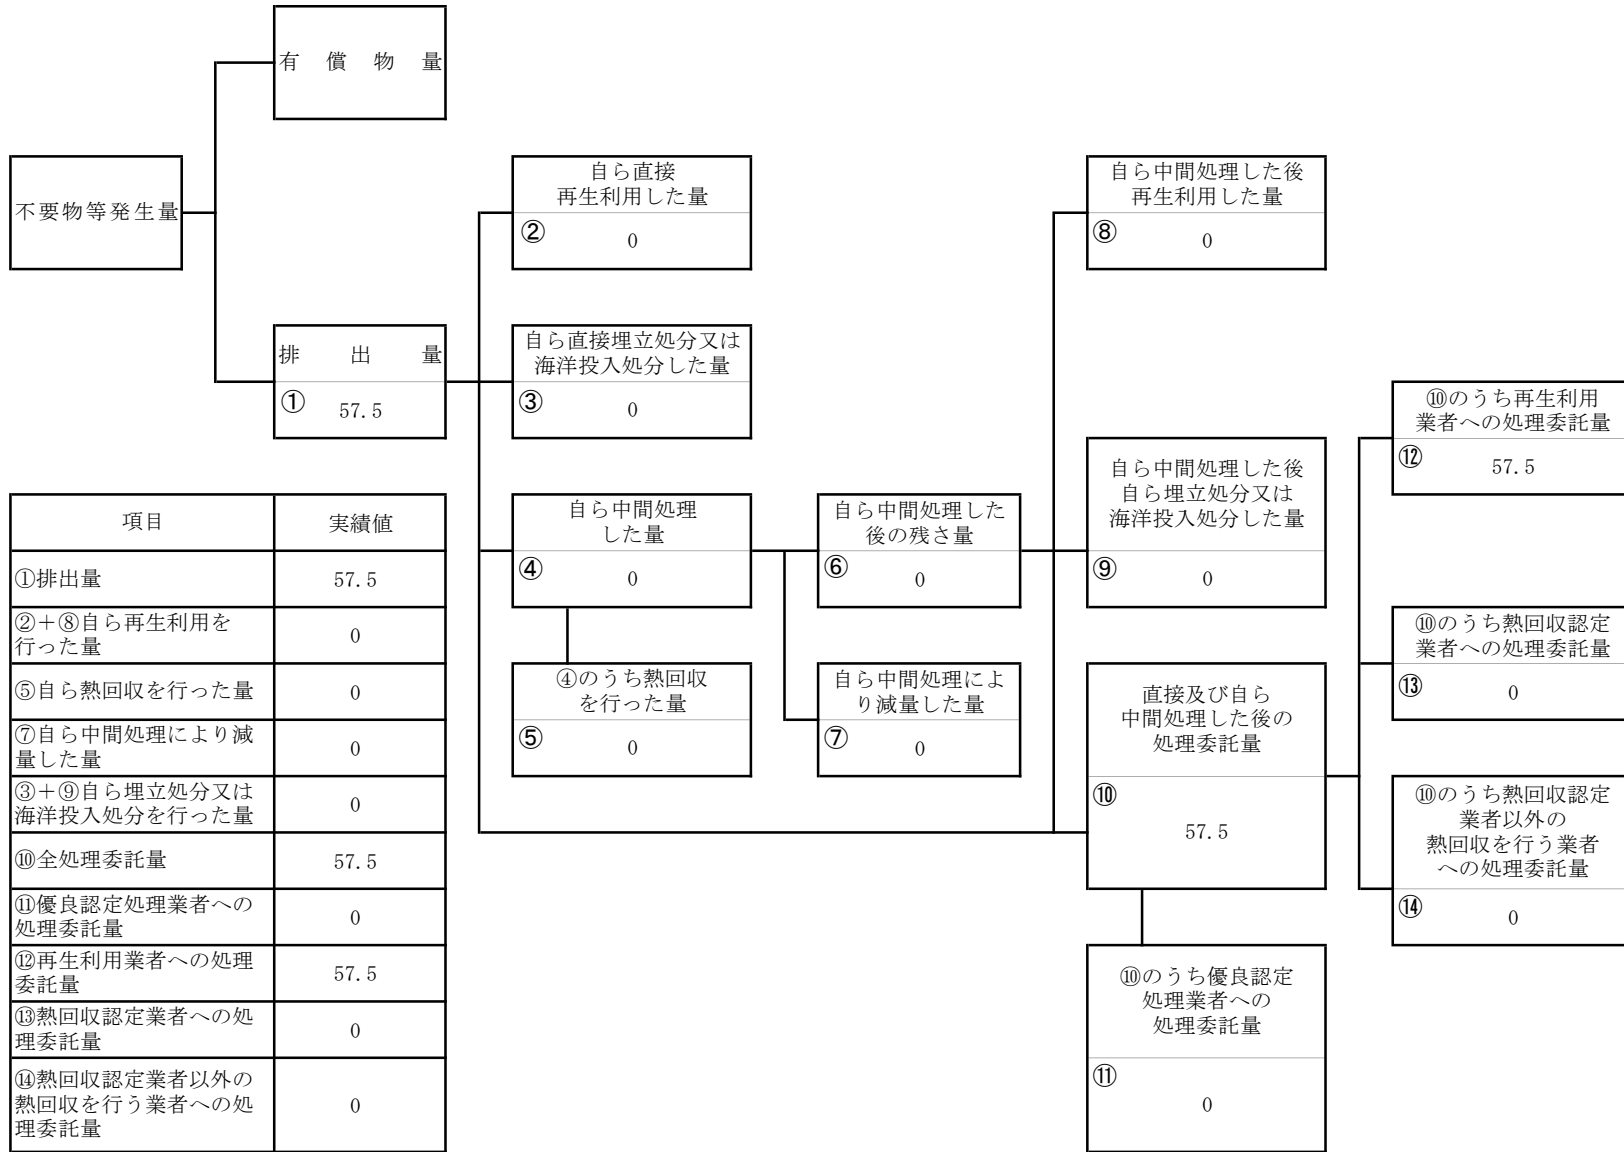 有償物量
不要物等発生量
排出量
① 57.5
自ら直接
再生利用した量
② 0
自ら直接埋立処分又は
海洋投入処分した量
③ 0
自ら中間処理
した量
④ 0
④のうち熱回収
を行った量
⑤ 0
自ら中間処理した
後の残さ量
⑥ 0
自ら中間処理によ
り減量した量
⑦ 0
自ら中間処理した後
再生利用した量
⑧ 0
自ら中間処理した後
自ら埋立処分又は
海洋投入処分した量
⑨ 0
直接及び自ら
中間処理した後の
処理委託量
⑩
57.5
⑩のうち優良認定
処理業者への
処理委託量
⑪
0
⑩のうち再生利用
業者への処理委託量
⑫ 57.5
⑩のうち熱回収認定
業者への処理委託量
⑬ 0
⑩のうち熱回収認定
業者以外の
熱回収を行う業者
への処理委託量
⑭ 0
項目 実績値
①排出量 57.5
②＋⑧自ら再生利用を
行った量 0
⑤自ら熱回収を行った量 0
⑦自ら中間処理により減
量した量 0
③＋⑨自ら埋立処分又は
海洋投入処分を行った量 0
⑩全処理委託量 57.5
⑪優良認定処理業者への
処理委託量 0
⑫再生利用業者への処理
委託量 57.5
⑬熱回収認定業者への処
理委託量 0
⑭熱回収認定業者以外の
熱回収を行う業者への処
理委託量 0